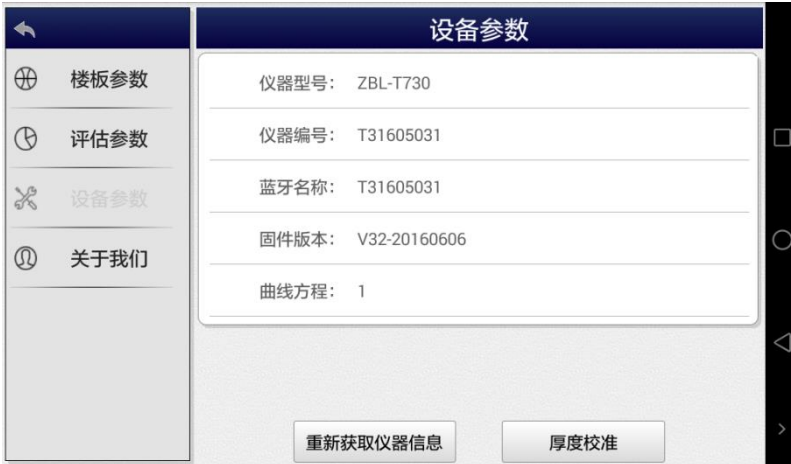 设备参数
楼板参数
评估参数
设备参数
关于我们
仪器型号： ZBL-T730
仪器编号： T31605031
蓝牙名称： T31605031
固件版本： V32-20160606
曲线方程： 1
重新获取仪器信息
厚度校准